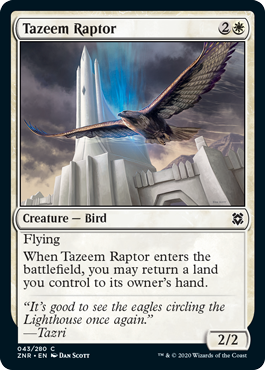 Tazeem Raptor 2
Creature — Bird
Flying
When Tazeem Raptor enters the
battlefield, you may return a land
you control to its owner's hand.
"It's good to see the eagles circling the
Lighthouse once again."
—Tazri
2/2
043/280 C
ZNR • EN Dan Scott
™ & © 2020 Wizards of the Coast